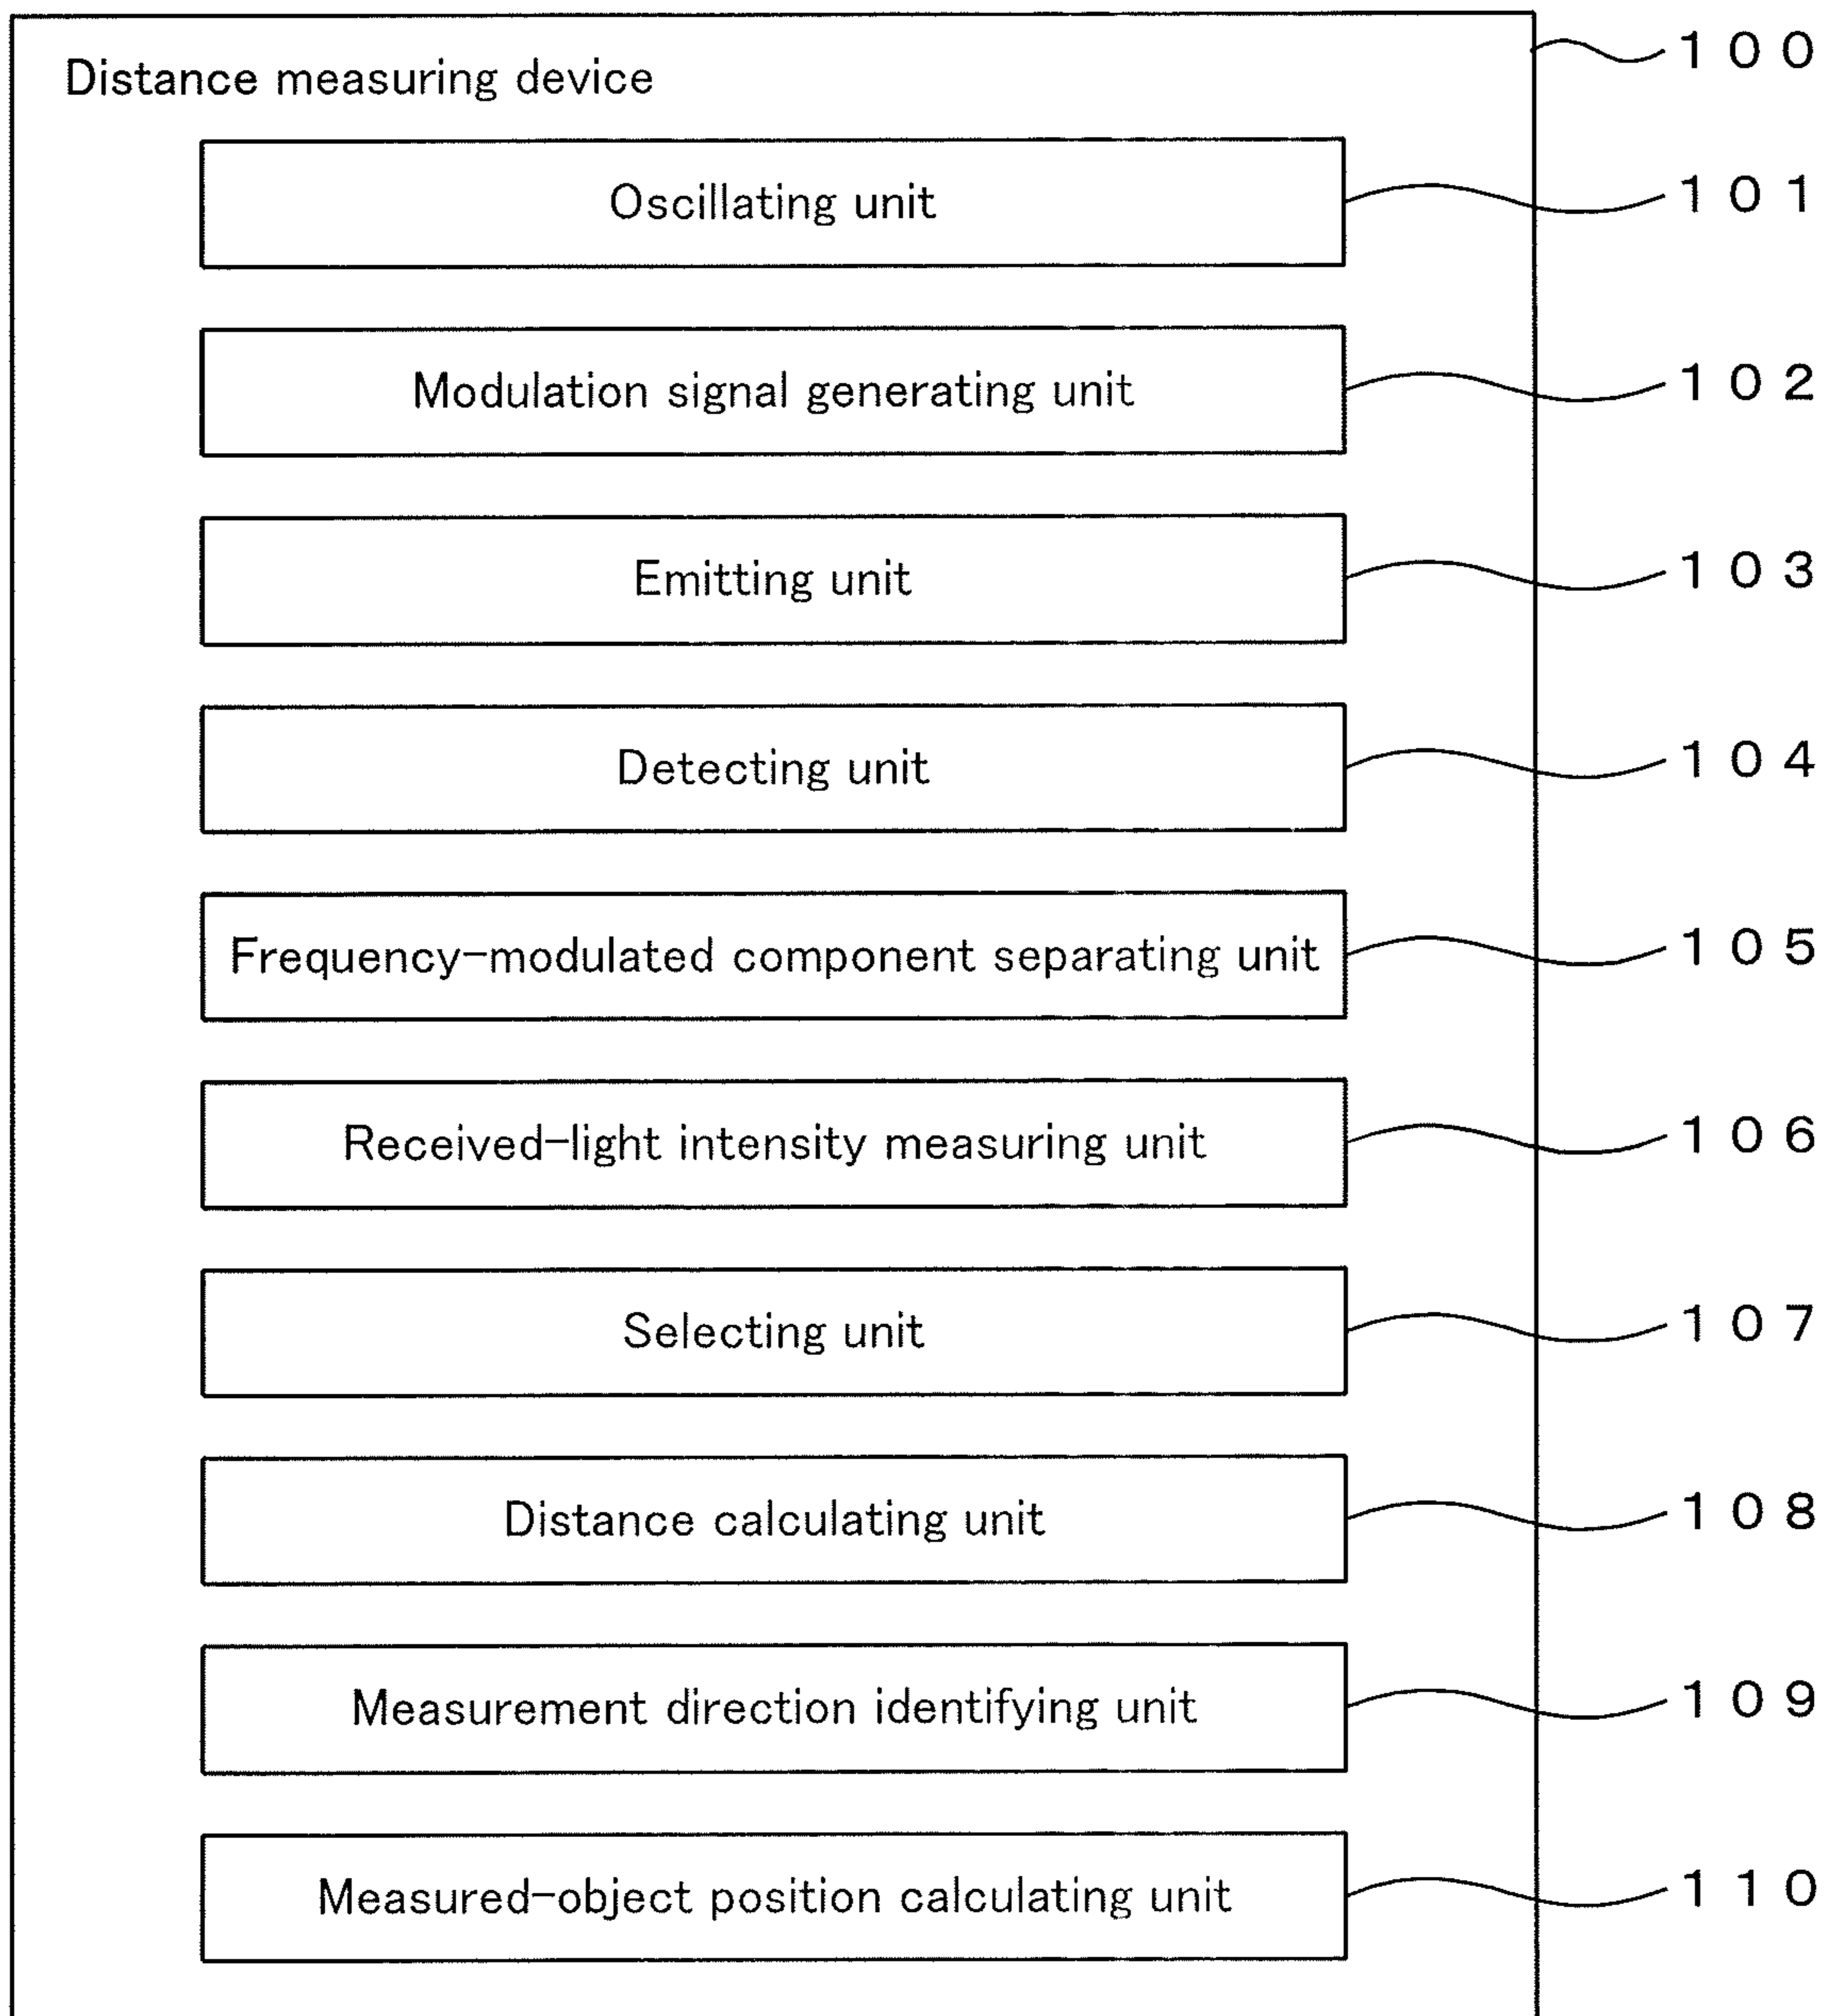 Distance measuring device
１００
Oscillating unit
１０１
Modulation signal generating unit
１０２
Emitting unit
１０３
Detecting unit
１０４
Frequency-modulated component separating unit
１０５
Received-light intensity measuring unit
１０６
Selecting unit
１０７
Distance calculating unit
１０８
Measurement direction identifying unit
１０９
Measured-object position calculating unit
１１０